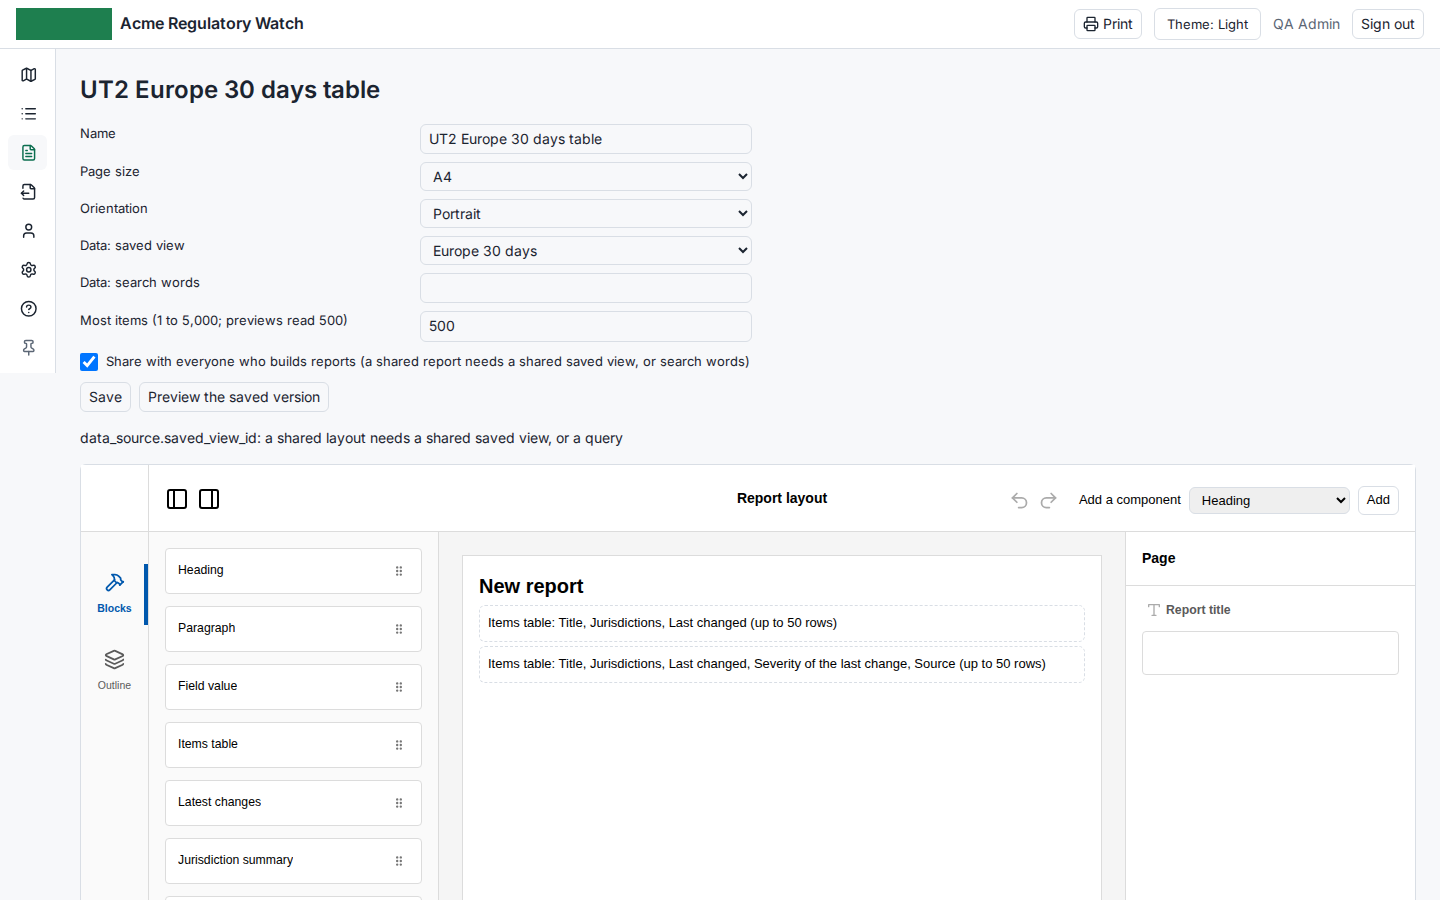 Acme Regulatory Watch
Print
Theme: Light
QA Admin
Sign out
UT2 Europe 30 days table
Name
UT2 Europe 30 days table
Page size
A4
Orientation
Portrait
Data: saved view
Europe 30 days
Data: search words
Most items (1 to 5,000; previews read 500)
500
Share with everyone who builds reports (a shared report needs a shared saved view, or search words)
Save
Preview the saved version
data_source.saved_view_id: a shared layout needs a shared saved view, or a query
Report layout
Add a component
Heading
Add
Blocks
Outline
Heading
Paragraph
Field value
Items table
Latest changes
Jurisdiction summary
New report
Items table: Title, Jurisdictions, Last changed (up to 50 rows)
Items table: Title, Jurisdictions, Last changed, Severity of the last change, Source (up to 50 rows)
Page
Report title